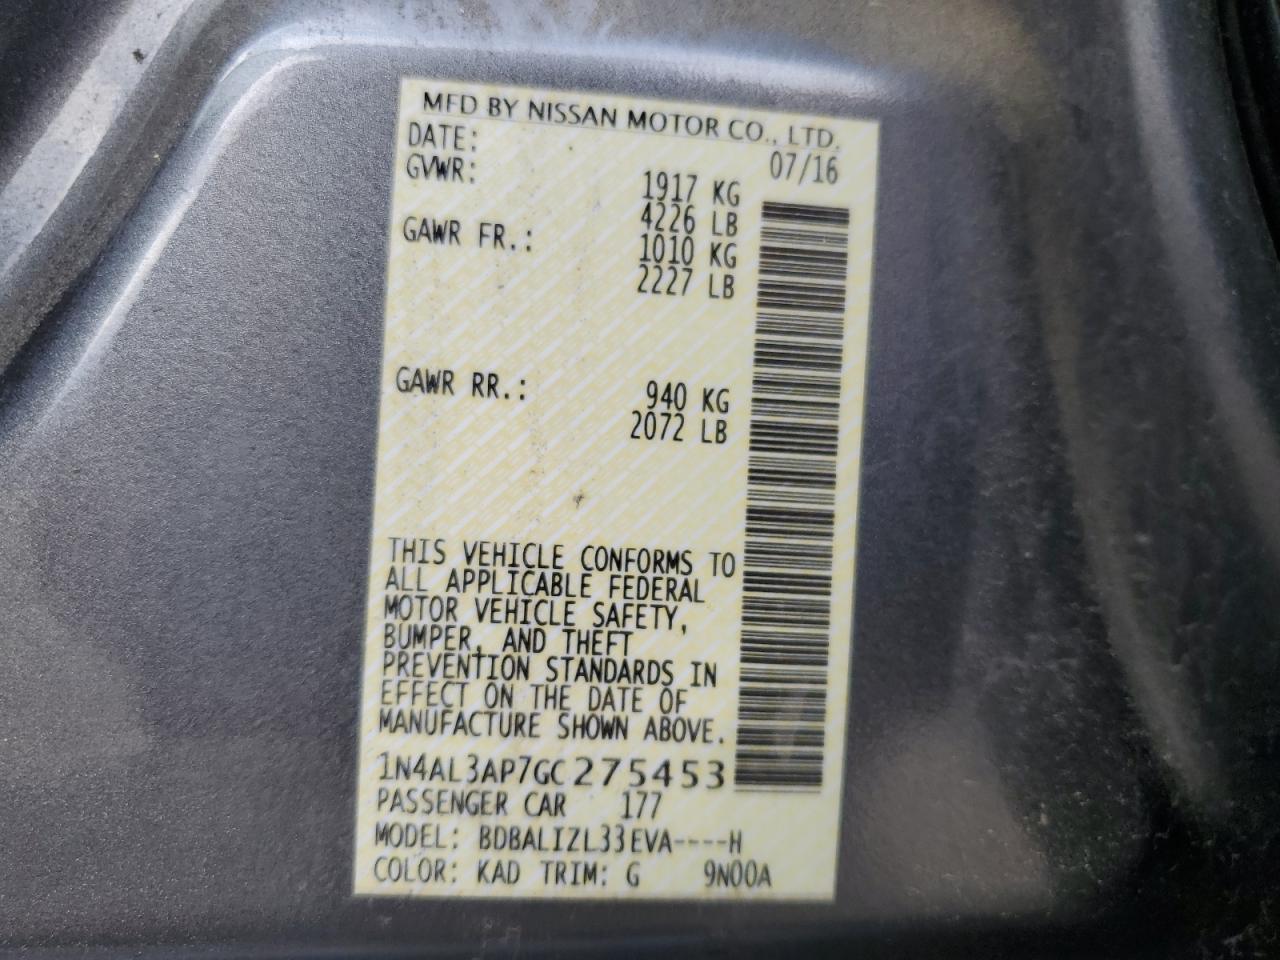 MFD BY NISSAN MOTOR CO., LTD.
DATE: 07/16
GVWR: 1917 KG
4226 LB
GAWR FR.: 1010 KG
2227 LB
GAWR RR.: 940 KG
2072 LB
THIS VEHICLE CONFORMS TO
ALL APPLICABLE FEDERAL
MOTOR VEHICLE SAFETY,
BUMPER, AND THEFT
PREVENTION STANDARDS IN
EFFECT ON THE DATE OF
MANUFACTURE SHOWN ABOVE.
1N4AL3AP7GC275453
PASSENGER CAR 177
MODEL: BDBALIZL33EVA----H
COLOR: KAD TRIM: G 9N00A